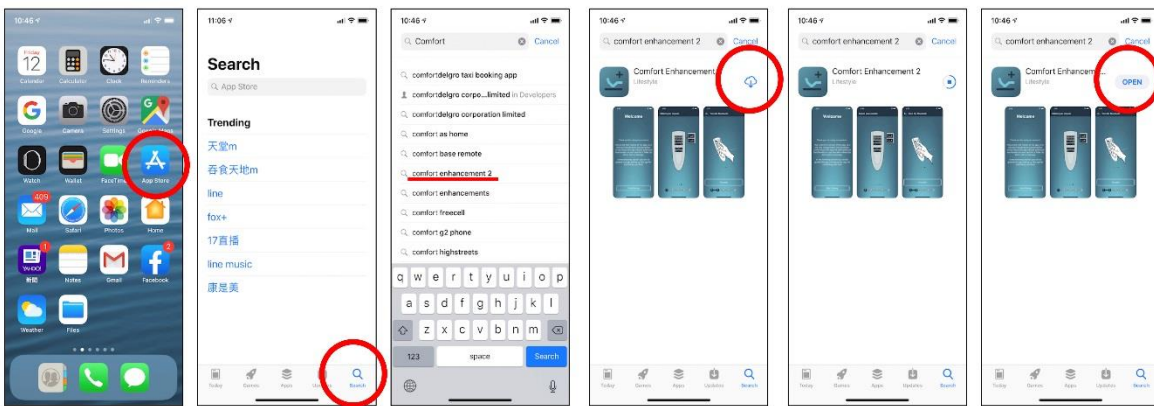 10:46
FRIDAY
12
Calendar
Calculator
Clock
Reminders
Google
Camera
Settings
Google Maps
Watch
Wallet
FaceTime
App Store
409
Mail
Safari
Photos
Home
1
YAHOO!
新聞
Notes
Gmail
2
Facebook
Weather
Files
11:06
Search
App Store
Trending
天堂m
吞食天地m
line
fox+
17直播
line music
康是美
Today
Games
Apps
Updates
Search
10:46
Comfort
Cancel
comfortdelgro taxi booking app
comfortdelgro corpo...limited in Developers
comfortdelgro corporation limited
comfort as home
comfort base remote
comfort enhancement 2
comfort enhancements
comfort freecell
comfort g2 phone
comfort highstreets
q w e r t y u i o p
a s d f g h j k l
z x c v b n m
123
space
Search
10:46
comfort enhancement 2
Cancel
Comfort Enhancement
Lifestyle
Welcome
Today
Games
Apps
Updates
Search
10:46
comfort enhancement 2
Cancel
Comfort Enhancement 2
Lifestyle
Welcome
Today
Games
Apps
Updates
Search
10:46
comfort enhancement 2
Cancel
Comfort Enhancem...
Lifestyle
OPEN
Welcome
Today
Games
Apps
Updates
Search